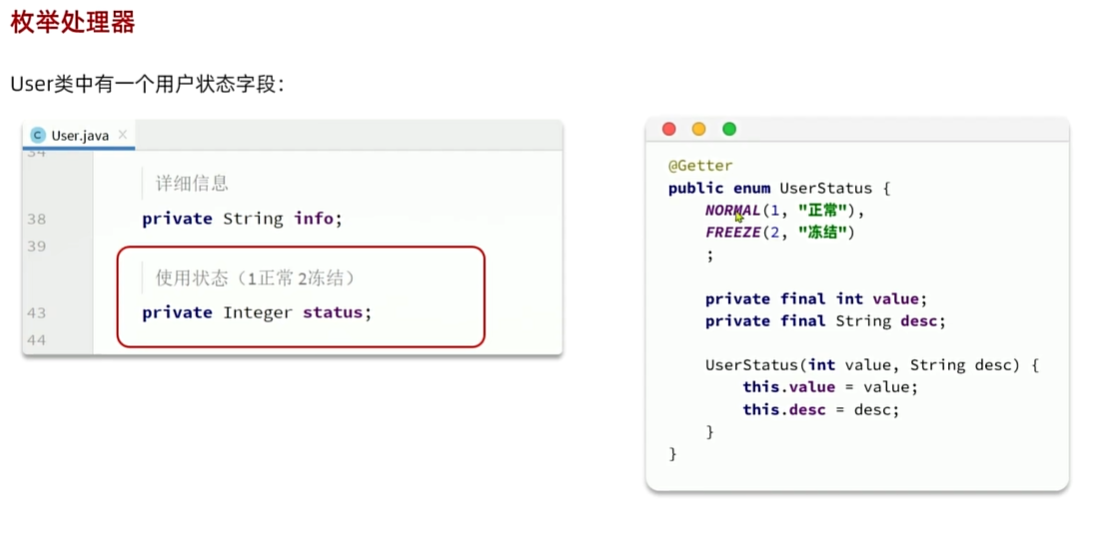 枚举处理器
User类中有一个用户状态字段：
User.java
34
详细信息
38 private String info;
39
使用状态（1正常 2冻结）
43 private Integer status;
44
@Getter
public enum UserStatus {
NORMAL(1, "正常"),
FREEZE(2, "冻结")
;
private final int value;
private final String desc;
UserStatus(int value, String desc) {
this.value = value;
this.desc = desc;
}
}